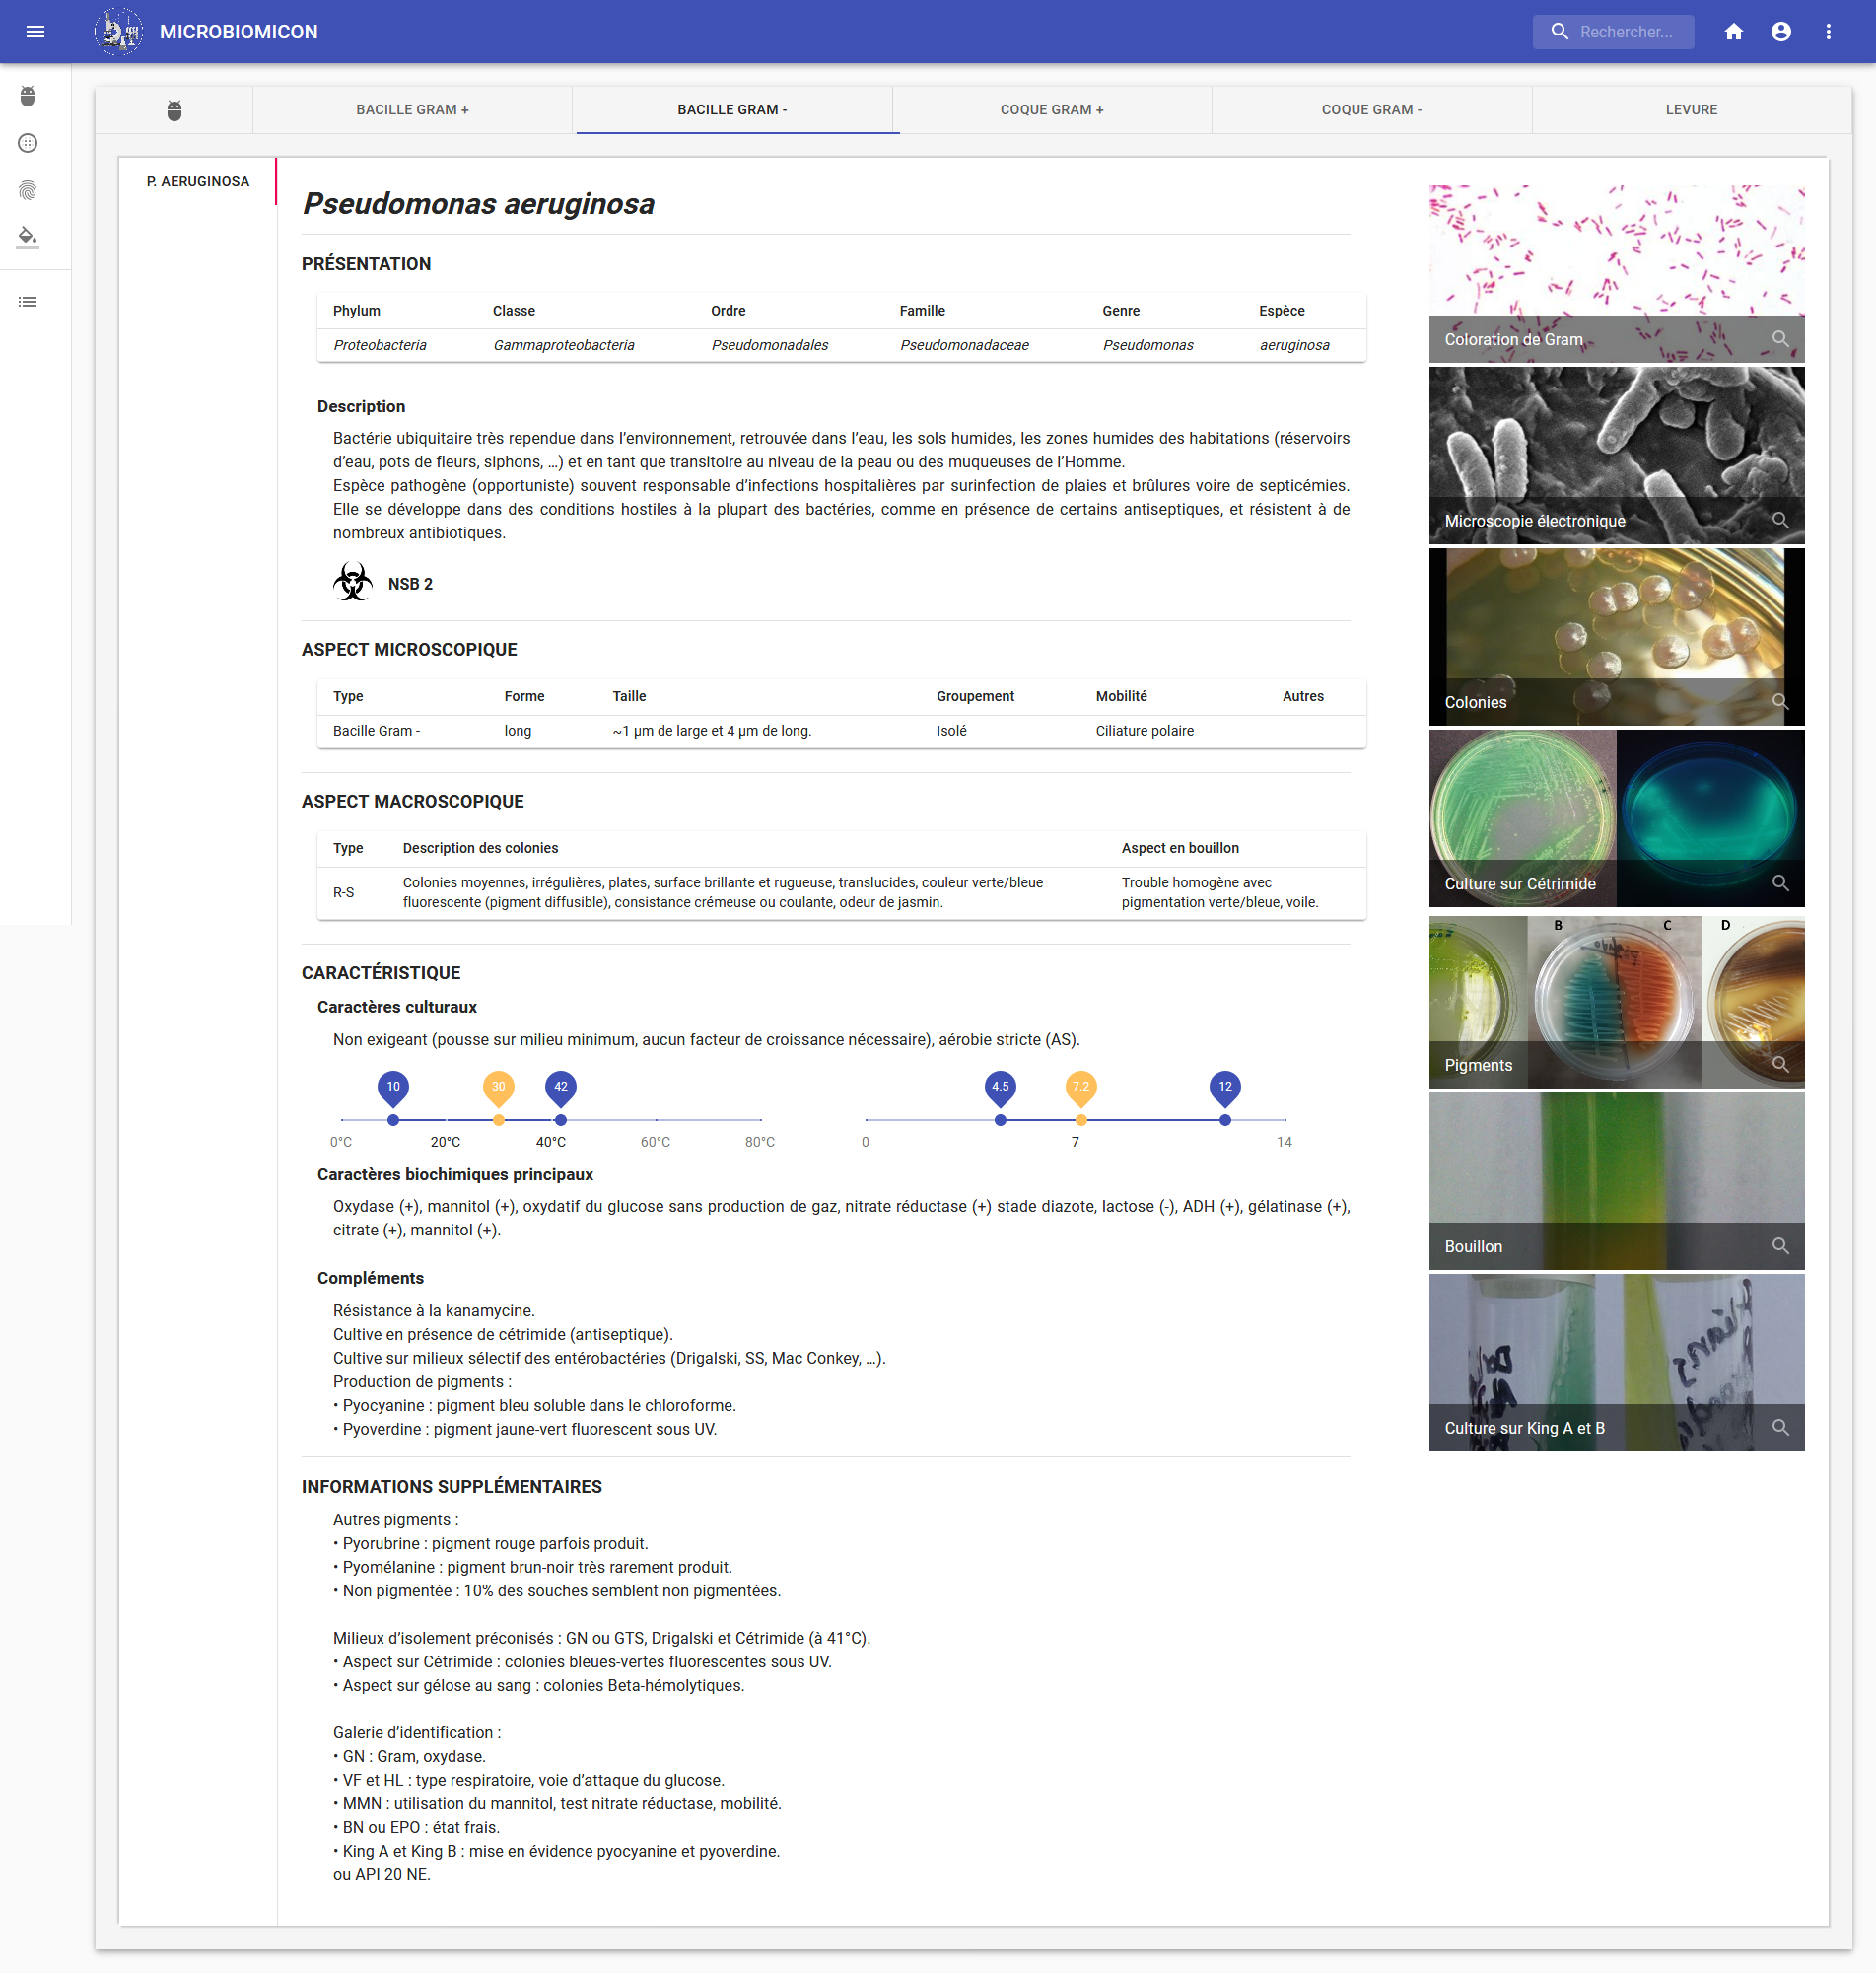 MICROBIOMICON
Rechercher...
BACILLE GRAM +
BACILLE GRAM -
COQUE GRAM +
COQUE GRAM -
LEVURE
P. AERUGINOSA
Pseudomonas aeruginosa
PRÉSENTATION
Phylum Classe Ordre Famille Genre Espèce
Proteobacteria Gammaproteobacteria Pseudomonadales Pseudomonadaceae Pseudomonas aeruginosa
Description
Bactérie ubiquitaire très rependue dans l’environnement, retrouvée dans l’eau, les sols humides, les zones humides des habitations (réservoirs
d’eau, pots de fleurs, siphons, …) et en tant que transitoire au niveau de la peau ou des muqueuses de l’Homme.
Espèce pathogène (opportuniste) souvent responsable d’infections hospitalières par surinfection de plaies et brûlures voire de septicémies.
Elle se développe dans des conditions hostiles à la plupart des bactéries, comme en présence de certains antiseptiques, et résistent à de
nombreux antibiotiques.
NSB 2
ASPECT MICROSCOPIQUE
Type Forme Taille Groupement Mobilité Autres
Bacille Gram - long ~1 µm de large et 4 µm de long. Isolé Ciliature polaire
ASPECT MACROSCOPIQUE
Type Description des colonies Aspect en bouillon
R-S Colonies moyennes, irrégulières, plates, surface brillante et rugueuse, translucides, couleur verte/bleue
fluorescente (pigment diffusible), consistance crémeuse ou coulante, odeur de jasmin.
Trouble homogène avec
pigmentation verte/bleue, voile.
CARACTÉRISTIQUE
Caractères culturaux
Non exigeant (pousse sur milieu minimum, aucun facteur de croissance nécessaire), aérobie stricte (AS).
10 30 42
0°C 20°C 40°C 60°C 80°C
4.5 7.2 12
0 7 14
Caractères biochimiques principaux
Oxydase (+), mannitol (+), oxydatif du glucose sans production de gaz, nitrate réductase (+) stade diazote, lactose (-), ADH (+), gélatinase (+),
citrate (+), mannitol (+).
Compléments
Résistance à la kanamycine.
Cultive en présence de cétrimide (antiseptique).
Cultive sur milieux sélectif des entérobactéries (Drigalski, SS, Mac Conkey, …).
Production de pigments :
• Pyocyanine : pigment bleu soluble dans le chloroforme.
• Pyoverdine : pigment jaune-vert fluorescent sous UV.
INFORMATIONS SUPPLÉMENTAIRES
Autres pigments :
• Pyorubrine : pigment rouge parfois produit.
• Pyomélanine : pigment brun-noir très rarement produit.
• Non pigmentée : 10% des souches semblent non pigmentées.
Milieux d’isolement préconisés : GN ou GTS, Drigalski et Cétrimide (à 41°C).
• Aspect sur Cétrimide : colonies bleues-vertes fluorescentes sous UV.
• Aspect sur gélose au sang : colonies Beta-hémolytiques.
Galerie d’identification :
• GN : Gram, oxydase.
• VF et HL : type respiratoire, voie d’attaque du glucose.
• MMN : utilisation du mannitol, test nitrate réductase, mobilité.
• BN ou EPO : état frais.
• King A et King B : mise en évidence pyocyanine et pyoverdine.
ou API 20 NE.
Coloration de Gram
Microscopie électronique
Colonies
Culture sur Cétrimide
B C D
Pigments
Bouillon
Culture sur King A et B